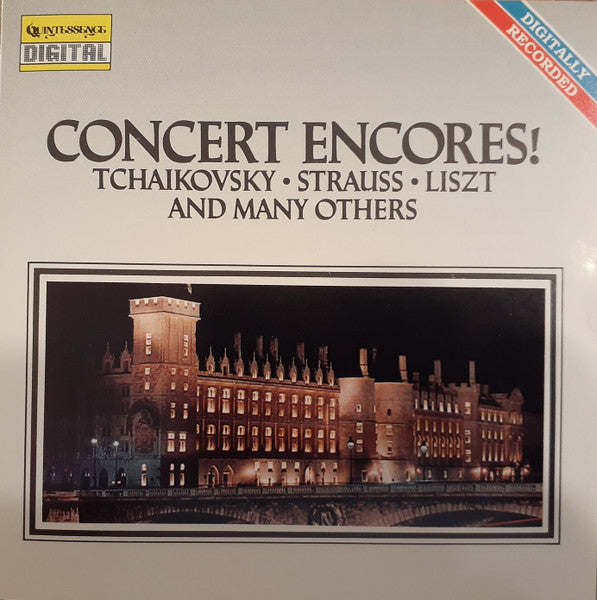 QUINTESSENCE
DIGITAL
DIGITALLY
RECORDED
CONCERT ENCORES!
TCHAIKOVSKY • STRAUSS • LISZT
AND MANY OTHERS